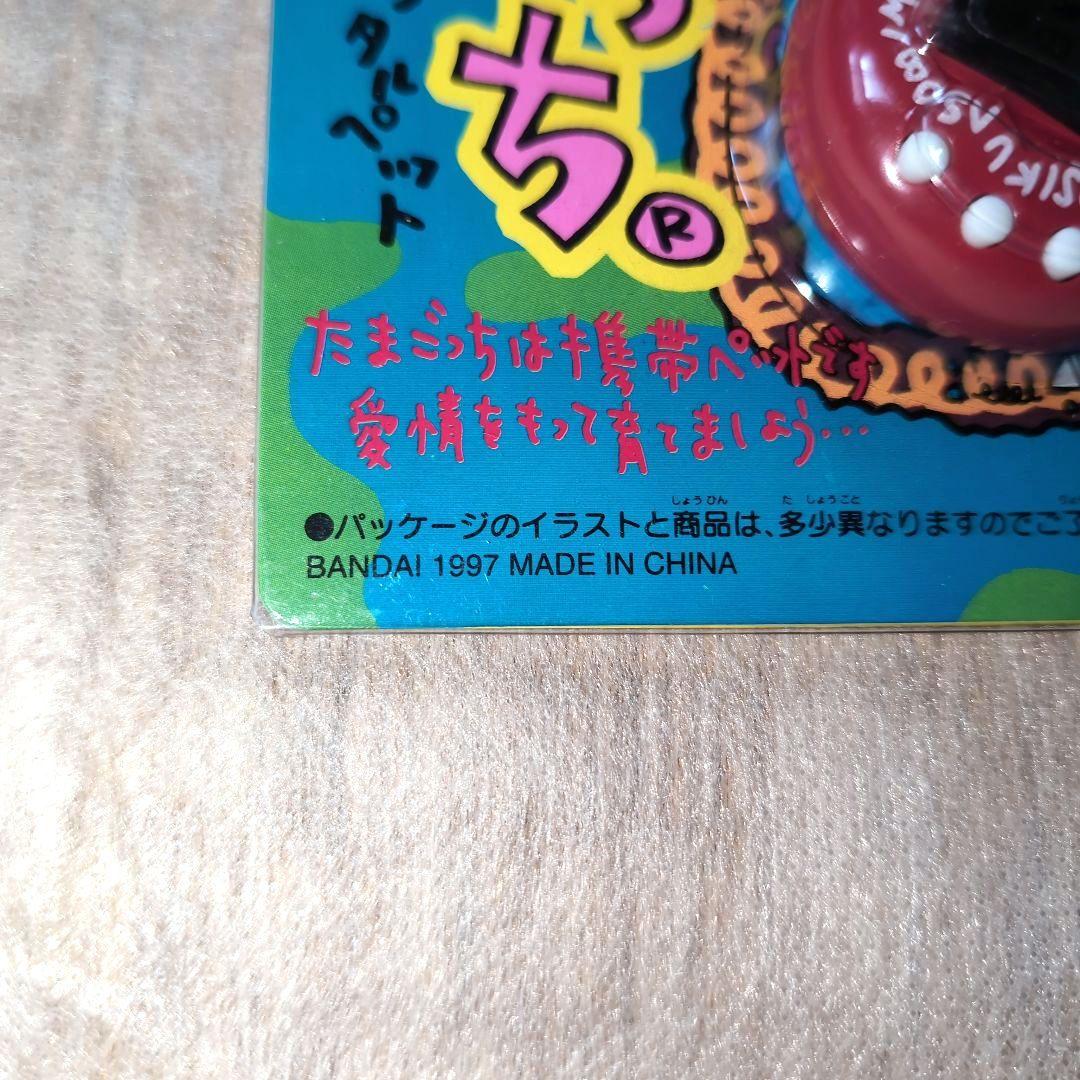 ち®
タルペット
たまごっちは携帯ペットです
愛情をもって育てましょう…
●パッケージのイラストと商品は、多少異なりますのでご了
しょうひん
た しょうこと
BANDAI 1997 MADE IN CHINA